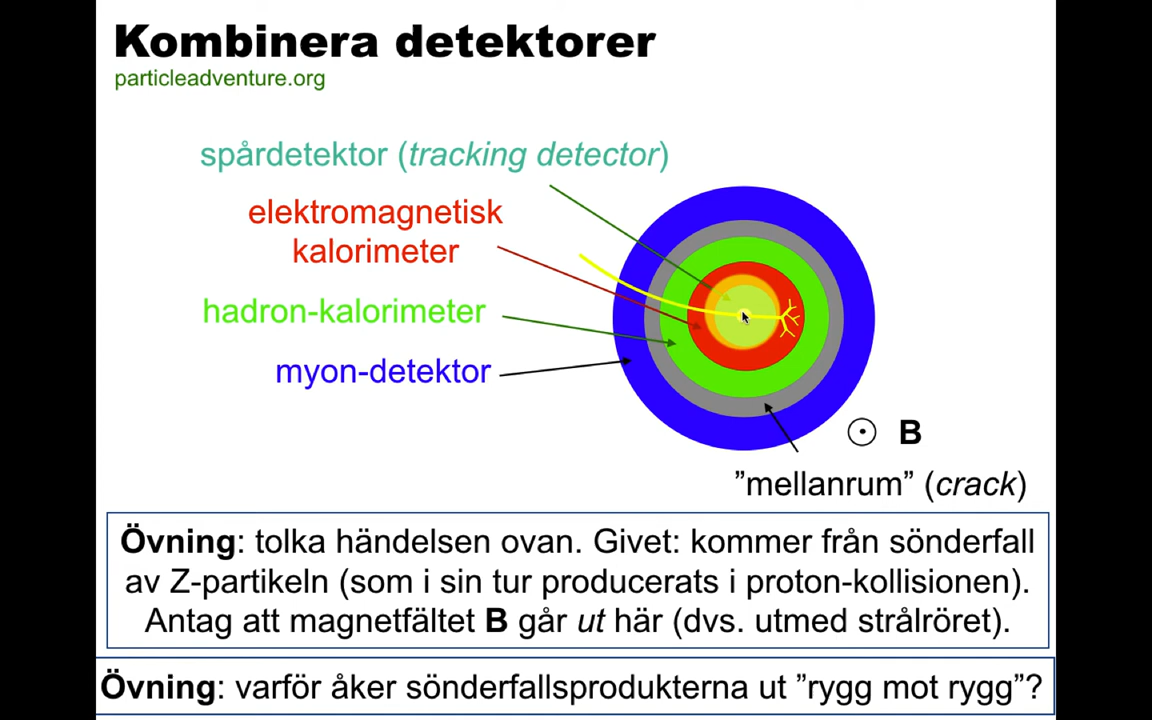 Kombinera detektorer
particleadventure.org
spårdetektor (tracking detector)
elektromagnetisk
kalorimeter
hadron-kalorimeter
myon-detektor
B
”mellanrum” (crack)
Övning: tolka händelsen ovan. Givet: kommer från sönderfall
av Z-partikeln (som i sin tur producerats i proton-kollisionen).
Antag att magnetfältet B går ut här (dvs. utmed strålröret).
Övning: varför åker sönderfallsprodukterna ut ”rygg mot rygg”?